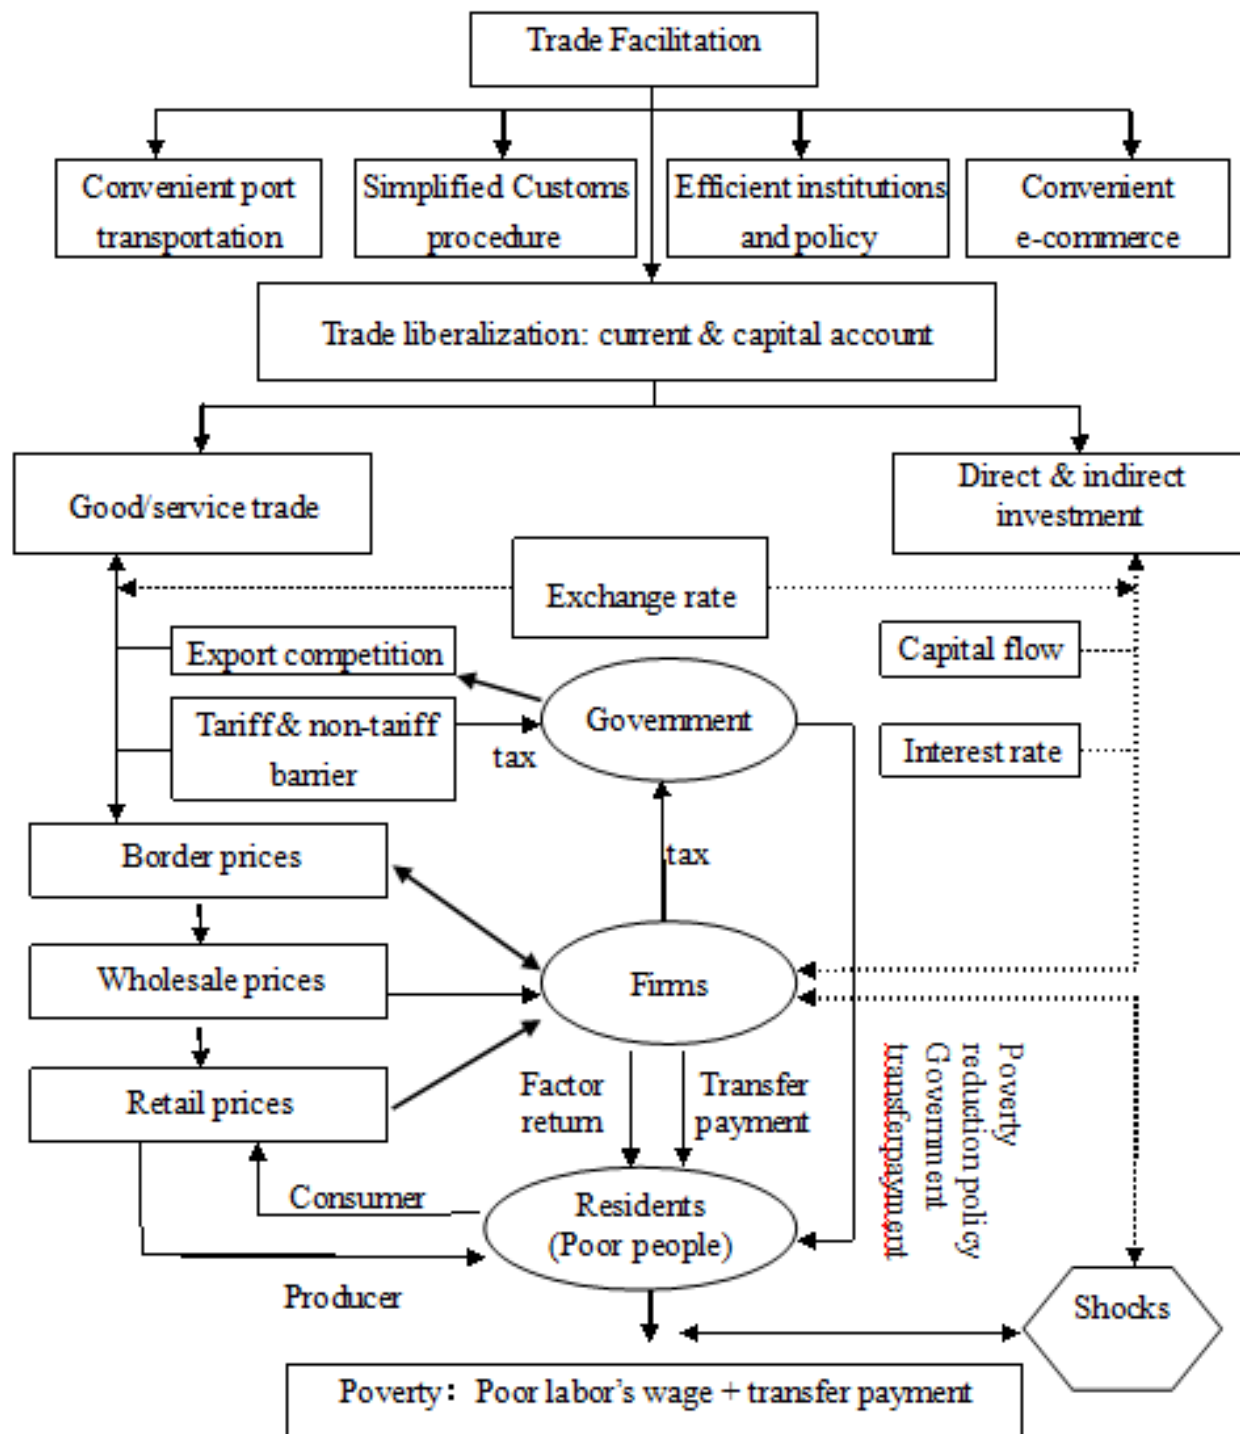 Trade Facilitation
Convenient port
transportation
Simplified Customs
procedure
Efficient institutions
and policy
Convenient
e-commerce
Trade liberalization: current & capital account
Good/service trade
Direct & indirect
investment
Exchange rate
Export competition
Capital flow
Government
Tariff & non-tariff
barrier
tax
Interest rate
Border prices
tax
Wholesale prices
Firms
Retail prices
Factor
return
Transfer
payment
Poverty
reduction policy
Government
transferpayment
Consumer
Residents
(Poor people)
Producer
Shocks
Poverty：Poor labor’s wage + transfer payment